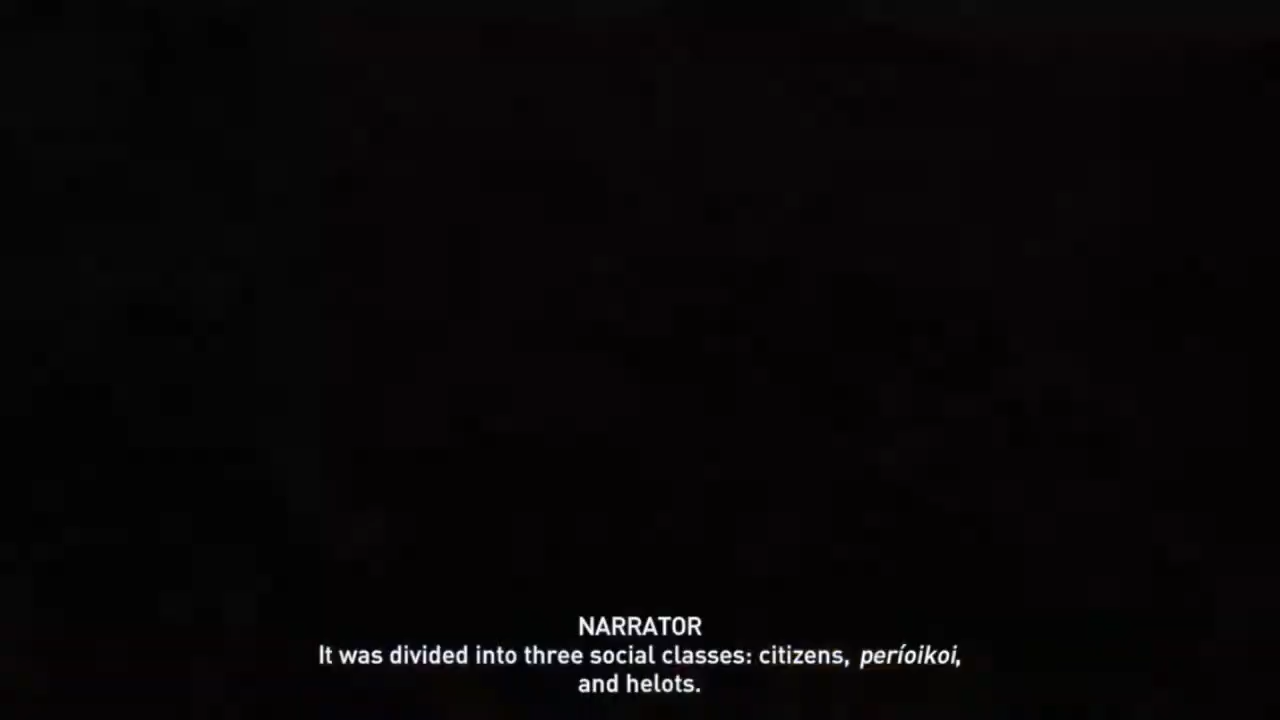 NARRATOR
It was divided into three social classes: citizens, períoikoi,
and helots.